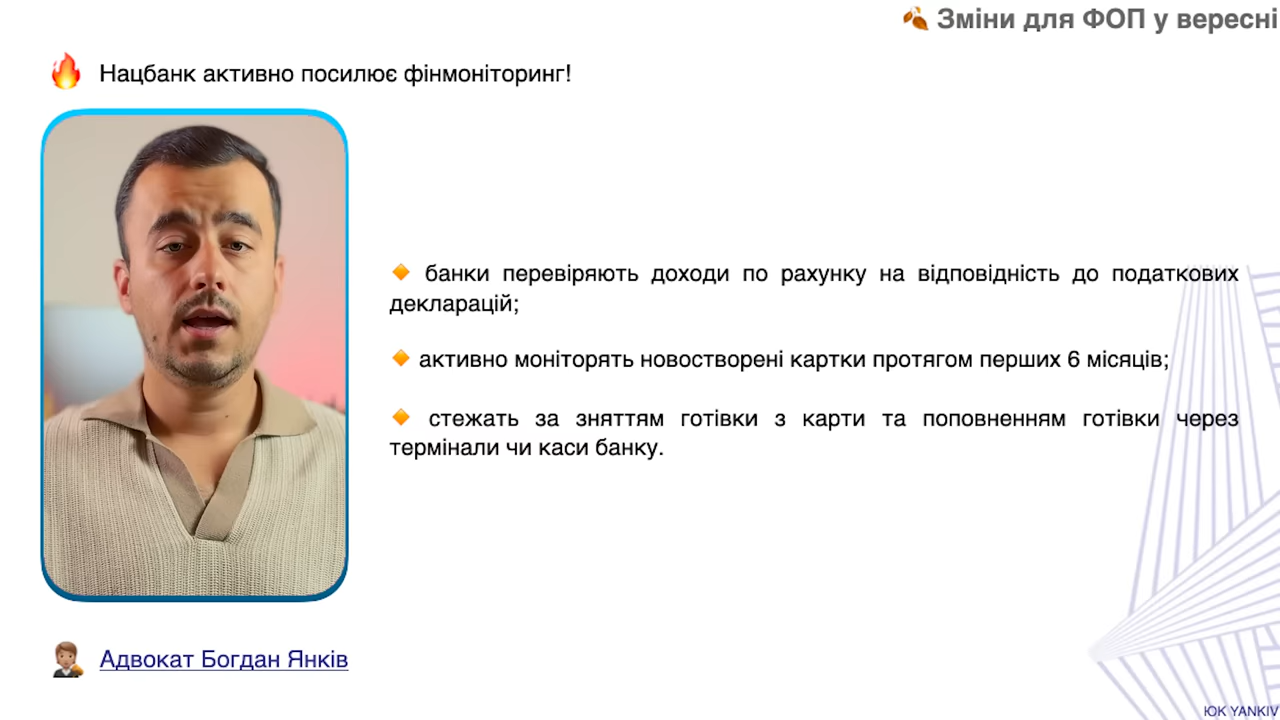 Зміни для ФОП у вересні
Нацбанк активно посилює фінмоніторинг!
банки перевіряють доходи по рахунку на відповідність до податкових
декларацій;
активно моніторять новостворені картки протягом перших 6 місяців;
стежать за зняттям готівки з карти та поповненням готівки через
термінали чи каси банку.
Адвокат Богдан Янків
ЮК YANKIV